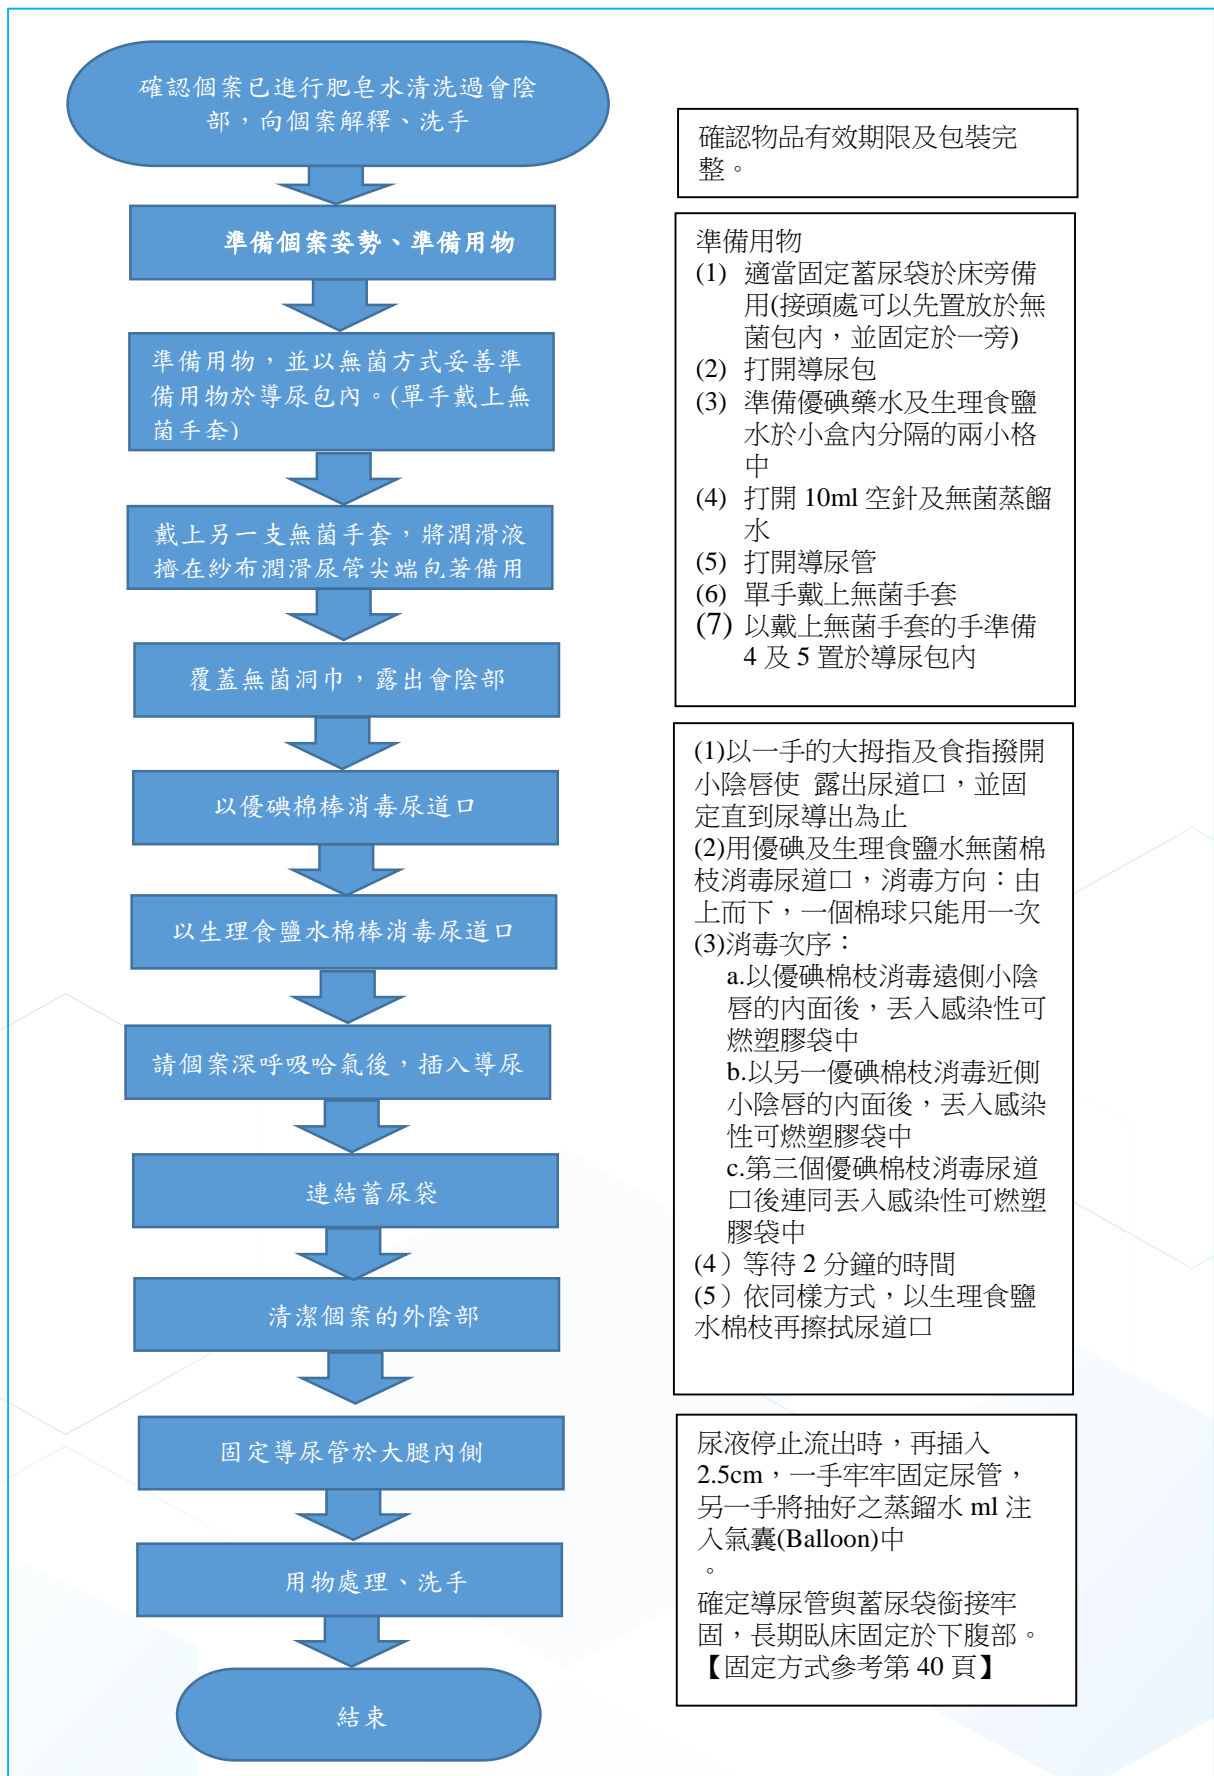 確認個案已進行肥皂水清洗過會陰
部，向個案解釋、洗手
準備個案姿勢、準備用物
準備用物，並以無菌方式妥善準
備用物於導尿包內。(單手戴上無
菌手套)
戴上另一支無菌手套，將潤滑液
擠在紗布潤滑尿管尖端包著備用
覆蓋無菌洞巾，露出會陰部
以優碘棉棒消毒尿道口
以生理食鹽水棉棒消毒尿道口
請個案深呼吸哈氣後，插入導尿
連結蓄尿袋
清潔個案的外陰部
固定導尿管於大腿內側
用物處理、洗手
結束
確認物品有效期限及包裝完
整。
準備用物
(1) 適當固定蓄尿袋於床旁備
用(接頭處可以先置放於無
菌包內，並固定於一旁)
(2) 打開導尿包
(3) 準備優碘藥水及生理食鹽
水於小盒內分隔的兩小格
中
(4) 打開 10ml 空針及無菌蒸餾
水
(5) 打開導尿管
(6) 單手戴上無菌手套
(7) 以戴上無菌手套的手準備
4 及 5 置於導尿包內
(1)以一手的大拇指及食指撥開
小陰唇使 露出尿道口，並固
定直到尿導出為止
(2)用優碘及生理食鹽水無菌棉
枝消毒尿道口，消毒方向：由
上而下，一個棉球只能用一次
(3)消毒次序：
a.以優碘棉枝消毒遠側小陰
唇的內面後，丟入感染性可
燃塑膠袋中
b.以另一優碘棉枝消毒近側
小陰唇的內面後，丟入感染
性可燃塑膠袋中
c.第三個優碘棉枝消毒尿道
口後連同丟入感染性可燃塑
膠袋中
(4）等待 2 分鐘的時間
(5）依同樣方式，以生理食鹽
水棉枝再擦拭尿道口
尿液停止流出時，再插入
2.5cm，一手牢牢固定尿管，
另一手將抽好之蒸鎦水 ml 注
入氣囊(Balloon)中
。
確定導尿管與蓄尿袋銜接牢
固，長期臥床固定於下腹部。
【固定方式參考第 40 頁】